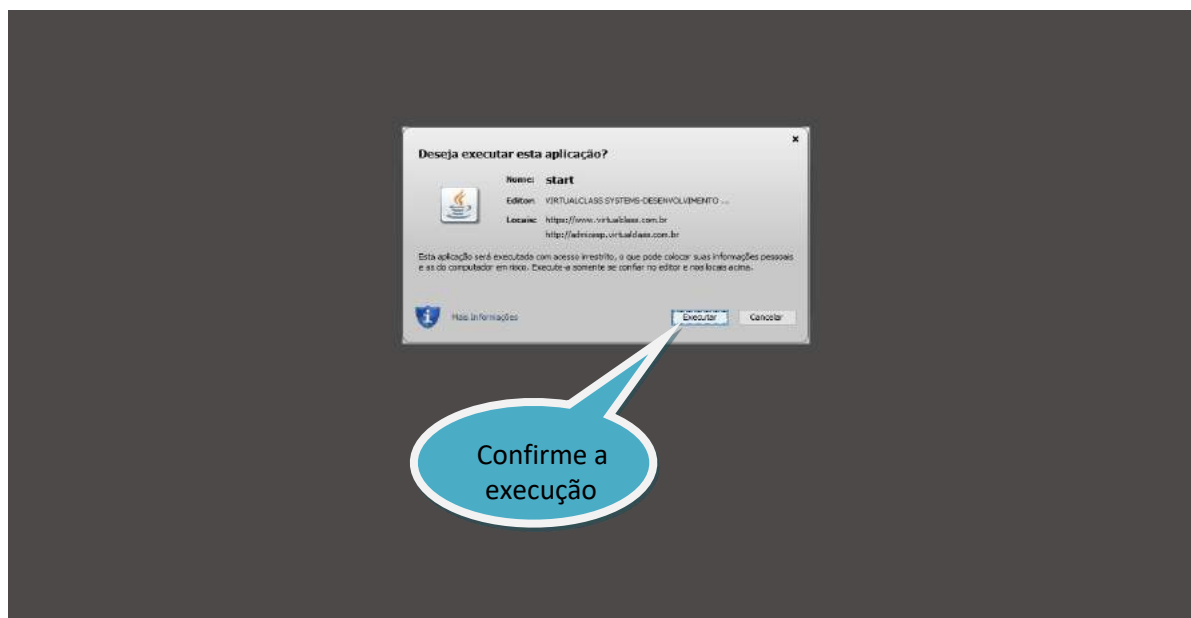 Deseja executar esta aplicação?
Nome: start
Editor: VIRTUALCLASS SYSTEMS-DESENVOLVIMENTO ...
Locais: https://www.virtualclass.com.br
virtualclass.com.br
Esta aplicação será executada com acesso irrestrito, o que pode colocar suas informações pessoais
e as do computador em risco. Execute-a somente se confiar no editor e nos locais acima.
Mais Informações
Executar
Cancelar
Confirme a
execução